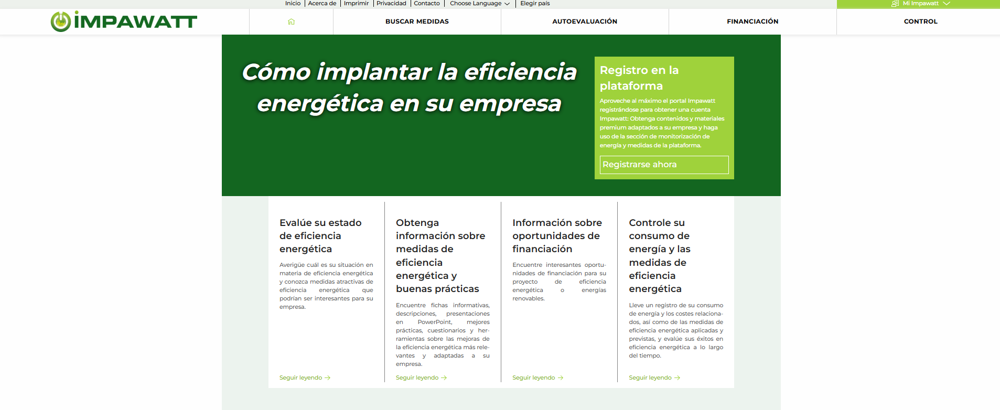 Inicio | Acerca de | Imprimir | Privacidad | Contacto | Choose Language | Elegir país
Mi Impawatt
IMPAWATT
BUSCAR MEDIDAS
AUTOEVALUACIÓN
FINANCIACIÓN
CONTROL
Cómo implantar la eficiencia
energética en su empresa
Registro en la
plataforma
Aproveche al máximo el portal Impawatt
registrándose para obtener una cuenta
Impawatt: Obtenga contenidos y materiales
premium adaptados a su empresa y haga
uso de la sección de monitorización de
energía y medidas de la plataforma.
Registrarse ahora
Evalúe su estado
de eficiencia
energética
Averigüe cuál es su situación en
materia de eficiencia energética
y conozca medidas atractivas de
eficiencia energética que
podrían ser interesantes para su
empresa.
Seguir leyendo →
Obtenga
información sobre
medidas de
eficiencia
energética y
buenas prácticas
Encuentre fichas informativas,
descripciones, presentaciones
en PowerPoint, mejores
prácticas, cuestionarios y her-
ramientas sobre las mejoras de
la eficiencia energética más rele-
vantes y adaptadas a su
empresa.
Seguir leyendo →
Información sobre
oportunidades de
financiación
Encuentre interesantes oportu-
nidades de financiación para su
proyecto de eficiencia
energética o energías
renovables.
Seguir leyendo →
Controle su
consumo de
energía y las
medidas de
eficiencia
energética
Lleve un registro de su consumo
de energía y los costes relaciona-
dos, así como de las medidas de
eficiencia energética aplicadas y
previstas, y evalúe sus éxitos en
eficiencia energética a lo largo
del tiempo.
Seguir leyendo →